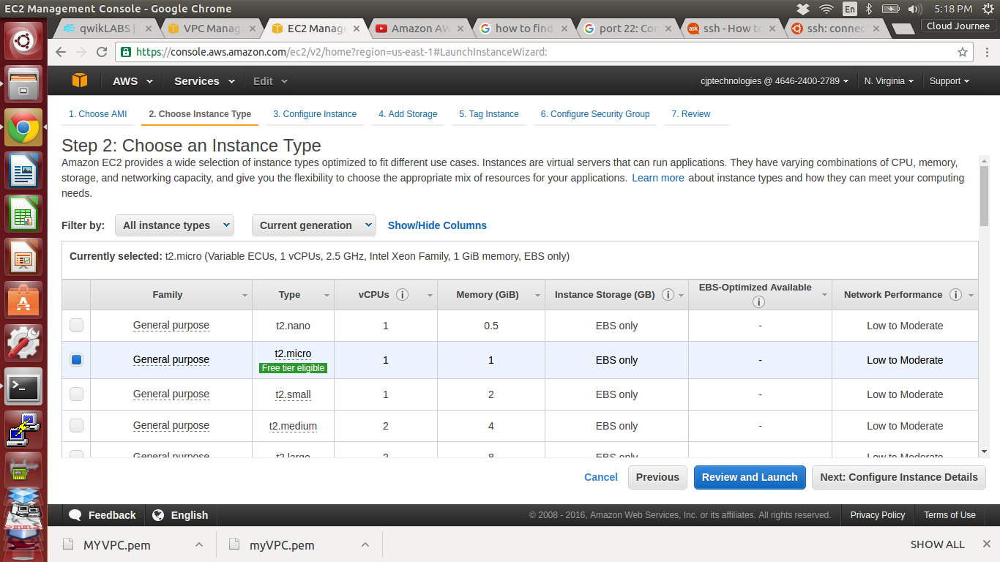 EC2 Management Console - Google Chrome
En
5:18 PM
qwikLABS |
VPC Manag
EC2 Manage
Amazon AW
how to find
port 22: Con
ask
ssh - How to
ssh: connect
Cloud Journee
https://console.aws.amazon.com/ec2/v2/home?region=us-east-1#LaunchInstanceWizard:
AWS
Services
Edit
cjptechnologies @ 4646-2400-2789
N. Virginia
Support
1. Choose AMI
2. Choose Instance Type
3. Configure Instance
4. Add Storage
5. Tag Instance
6. Configure Security Group
7. Review
Step 2: Choose an Instance Type
Amazon EC2 provides a wide selection of instance types optimized to fit different use cases. Instances are virtual servers that can run applications. They have varying combinations of CPU, memory,
storage, and networking capacity, and give you the flexibility to choose the appropriate mix of resources for your applications. Learn more about instance types and how they can meet your computing
needs.
Filter by: All instance types Current generation Show/Hide Columns
Currently selected: t2.micro (Variable ECUs, 1 vCPUs, 2.5 GHz, Intel Xeon Family, 1 GiB memory, EBS only)
Family Type vCPUs i Memory (GiB) Instance Storage (GB) i EBS-Optimized Available i Network Performance i
General purpose t2.nano 1 0.5 EBS only - Low to Moderate
General purpose t2.micro 1 1 EBS only - Low to Moderate
Free tier eligible
General purpose t2.small 1 2 EBS only - Low to Moderate
General purpose t2.medium 2 4 EBS only - Low to Moderate
General purpose t2.large 2 8 EBS only - Low to Moderate
Cancel
Previous
Review and Launch
Next: Configure Instance Details
Feedback
English
© 2008 - 2016, Amazon Web Services, Inc. or its affiliates. All rights reserved.
Privacy Policy
Terms of Use
MYVPC.pem
myVPC.pem
SHOW ALL